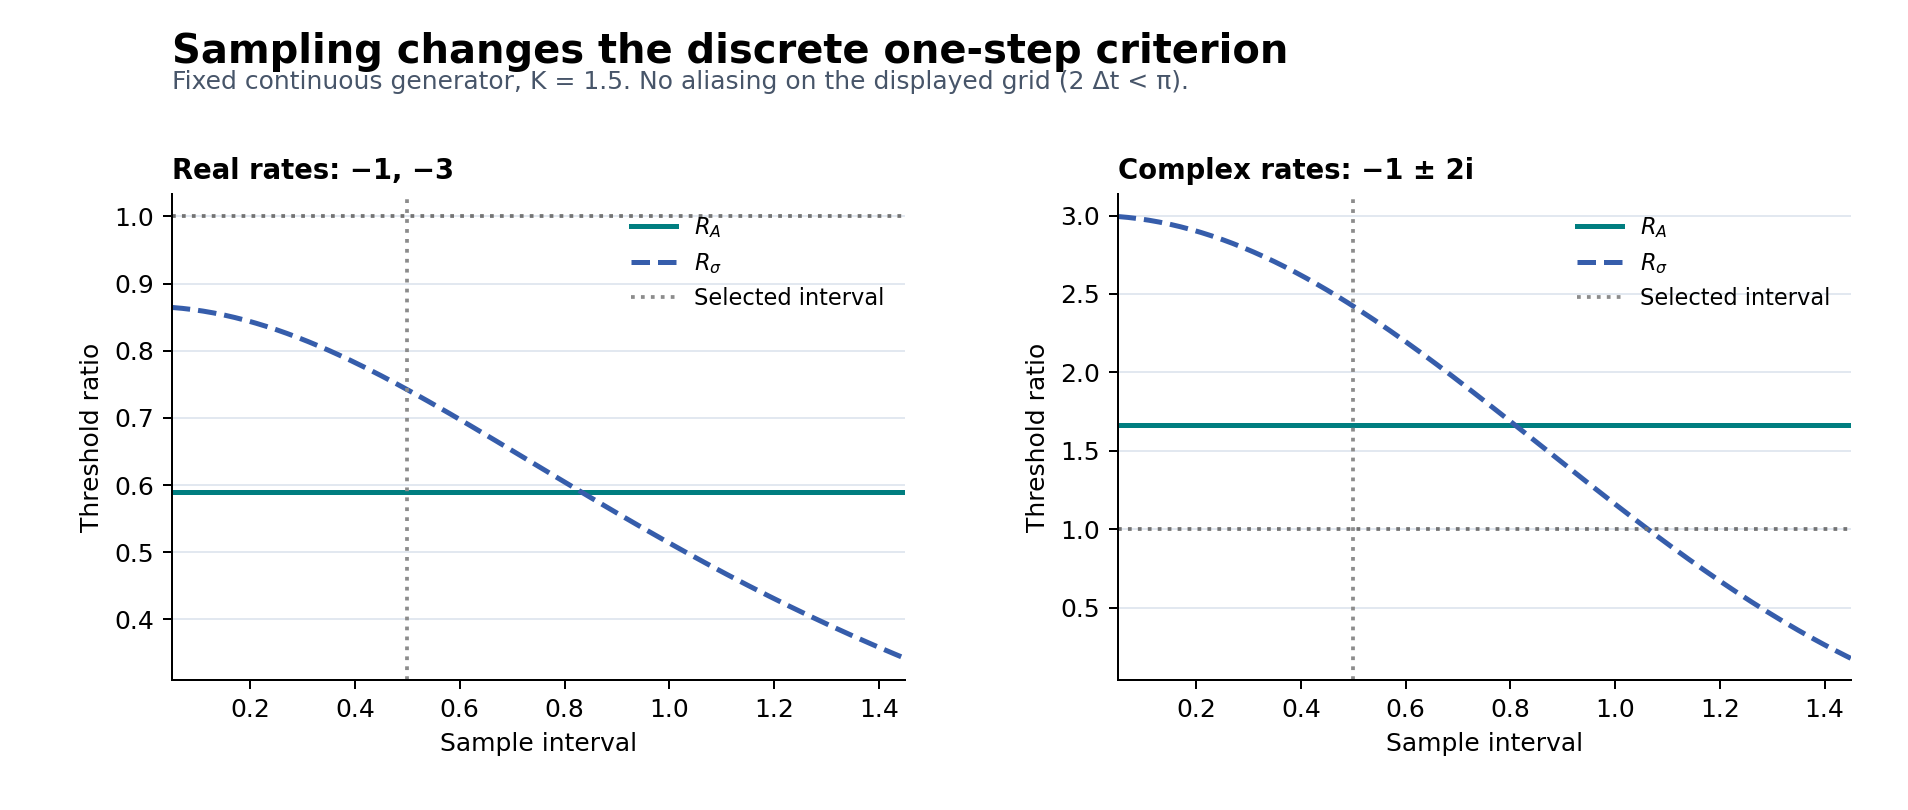 Sampling changes the discrete one-step criterion
Fixed continuous generator, K = 1.5. No aliasing on the displayed grid (2 Δt < π).
Real rates: −1, −3
Threshold ratio
1.0
0.9
0.8
0.7
0.6
0.5
0.4
R_A
R_σ
Selected interval
0.2 0.4 0.6 0.8 1.0 1.2 1.4
Sample interval
Complex rates: −1 ± 2i
Threshold ratio
3.0
2.5
2.0
1.5
1.0
0.5
R_A
R_σ
Selected interval
0.2 0.4 0.6 0.8 1.0 1.2 1.4
Sample interval